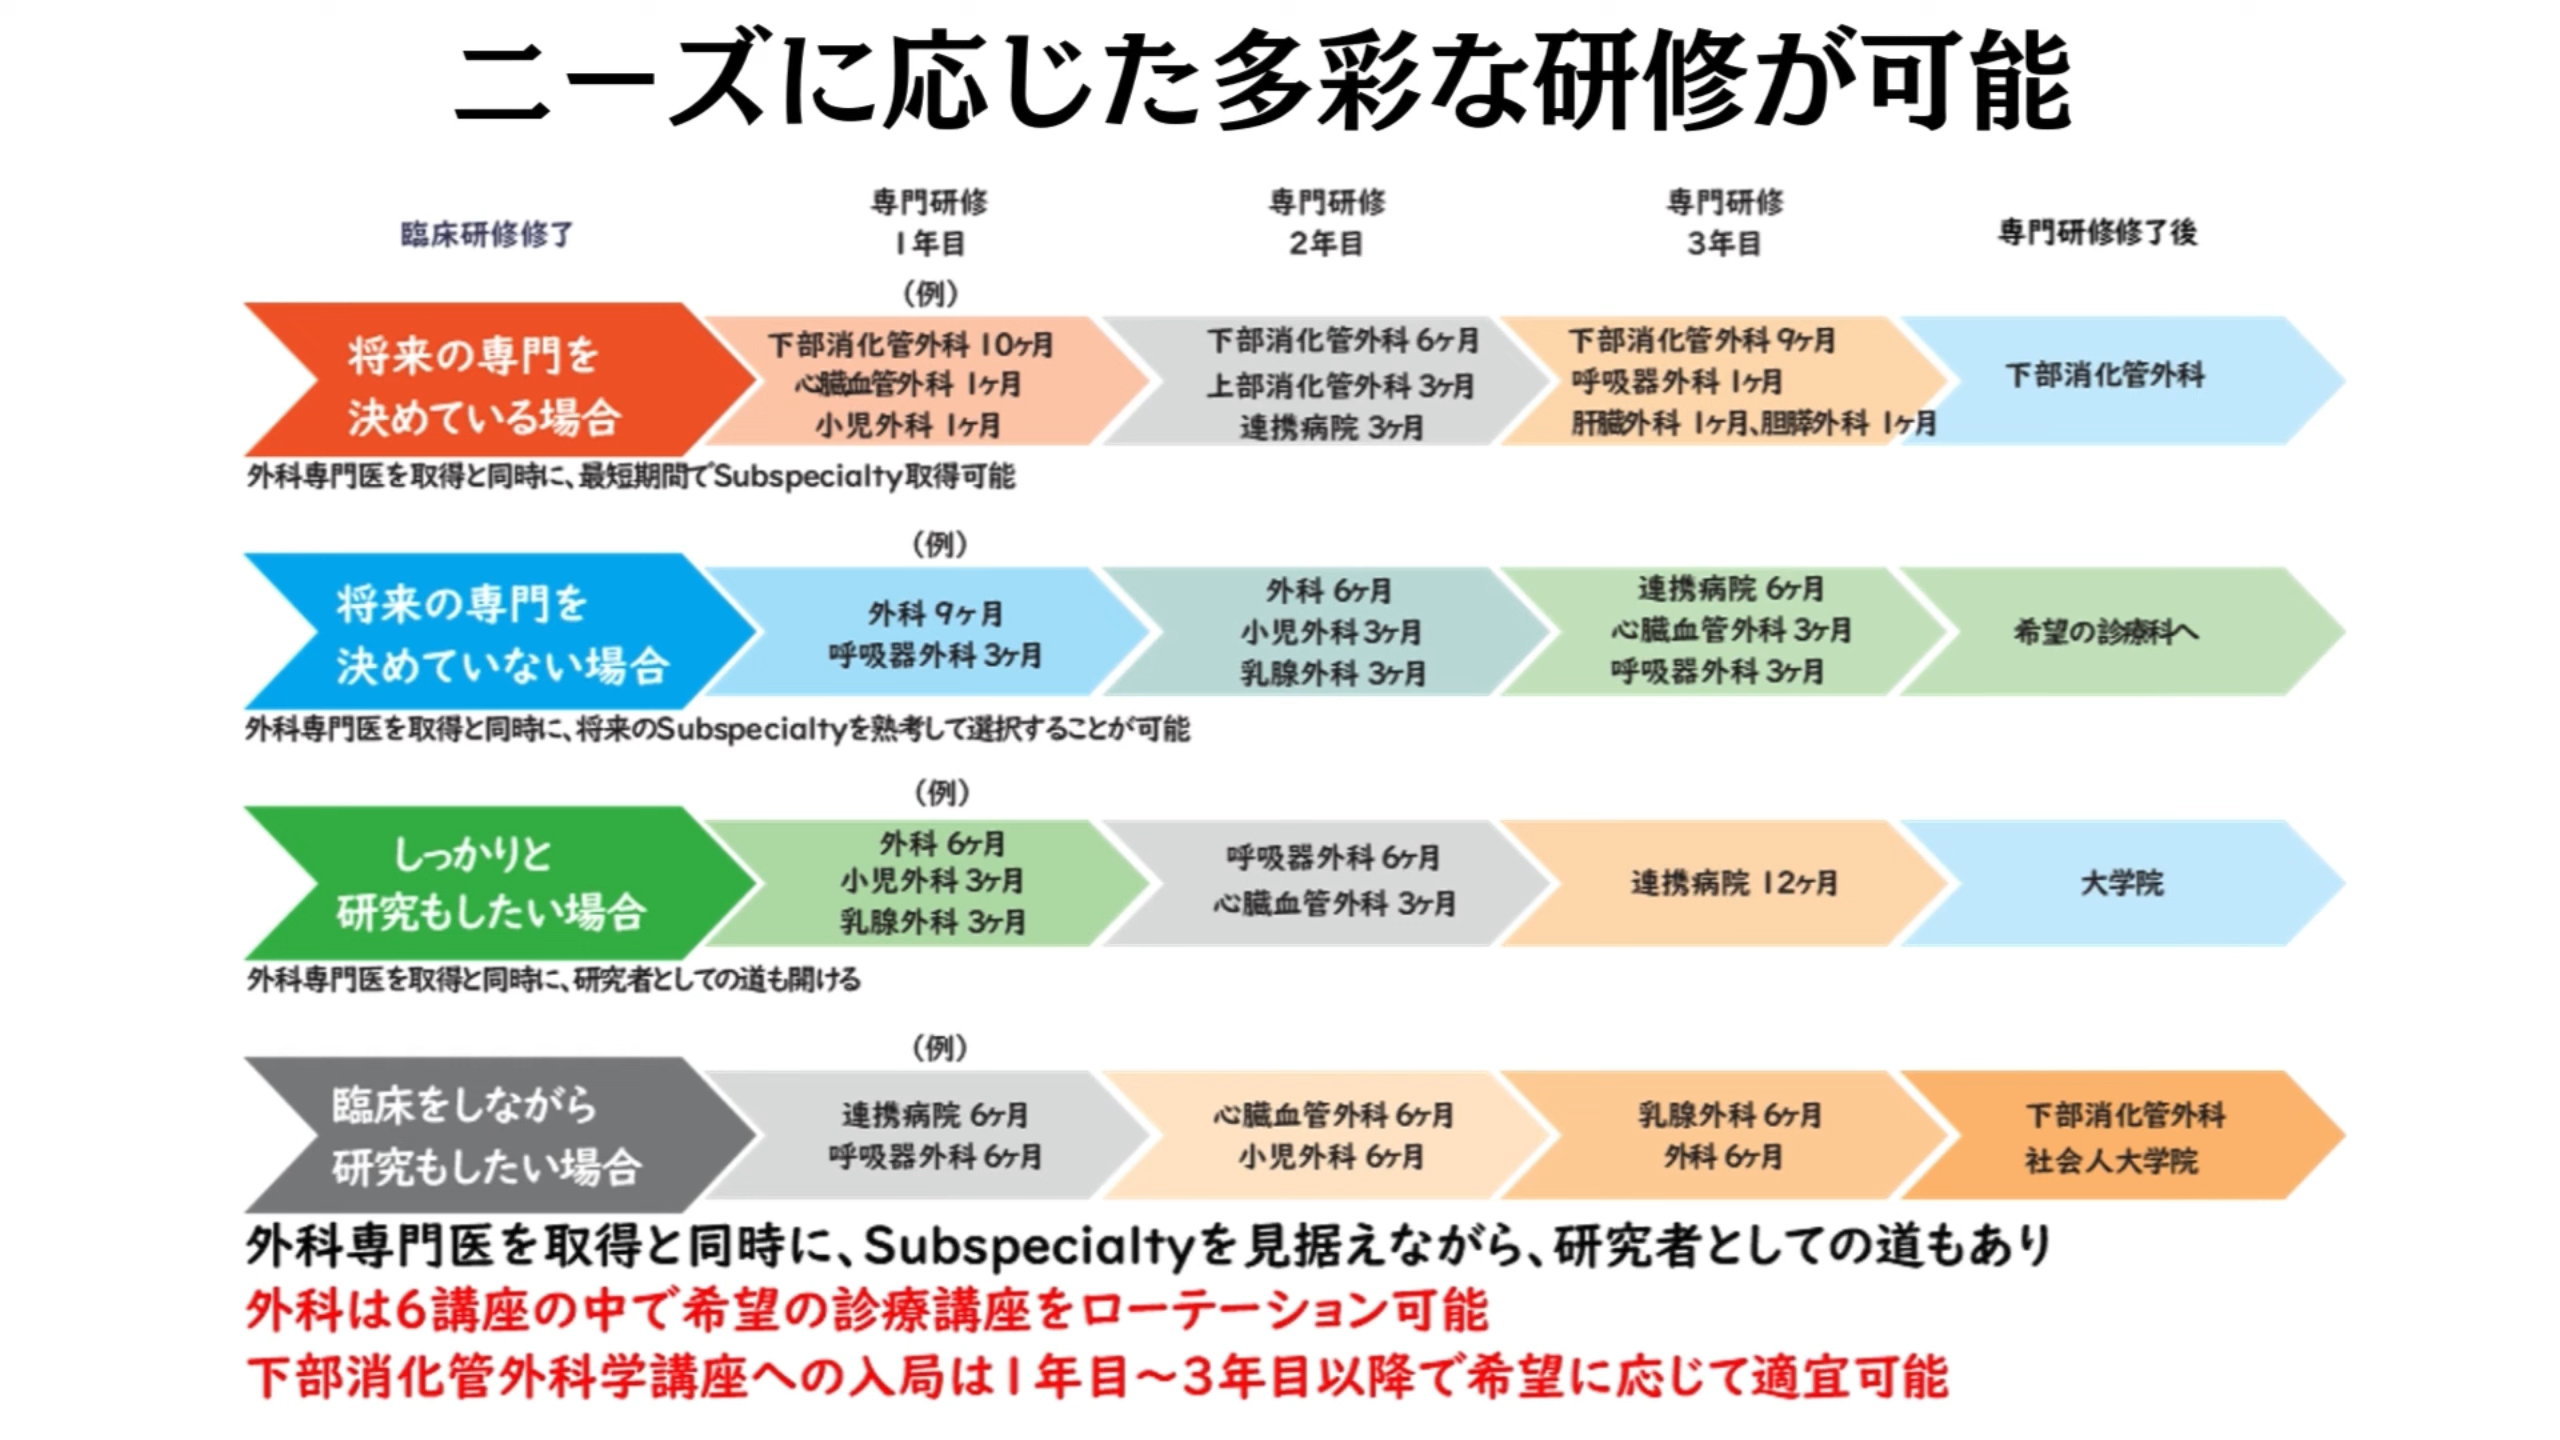 ニーズに応じた多彩な研修が可能
臨床研修修了
専門研修
1年目
専門研修
2年目
専門研修
3年目
専門研修修了後
（例）
将来の専門を
決めている場合
下部消化管外科 10ヶ月
心臓血管外科 1ヶ月
小児外科 1ヶ月
下部消化管外科 6ヶ月
上部消化管外科 3ヶ月
連携病院 3ヶ月
下部消化管外科 9ヶ月
呼吸器外科 1ヶ月
肝臓外科 1ヶ月、胆膵外科 1ヶ月
下部消化管外科
外科専門医を取得と同時に、最短期間でSubspecialty取得可能
（例）
将来の専門を
決めていない場合
外科 9ヶ月
呼吸器外科 3ヶ月
外科 6ヶ月
小児外科 3ヶ月
乳腺外科 3ヶ月
連携病院 6ヶ月
心臓血管外科 3ヶ月
呼吸器外科 3ヶ月
希望の診療科へ
外科専門医を取得と同時に、将来のSubspecialtyを熟考して選択することが可能
（例）
しっかりと
研究もしたい場合
外科 6ヶ月
小児外科 3ヶ月
乳腺外科 3ヶ月
呼吸器外科 6ヶ月
心臓血管外科 3ヶ月
連携病院 12ヶ月
大学院
外科専門医を取得と同時に、研究者としての道も開ける
（例）
臨床をしながら
研究もしたい場合
連携病院 6ヶ月
呼吸器外科 6ヶ月
心臓血管外科 6ヶ月
小児外科 6ヶ月
乳腺外科 6ヶ月
外科 6ヶ月
下部消化管外科
社会人大学院
外科専門医を取得と同時に、Subspecialtyを見据えながら、研究者としての道もあり
外科は6講座の中で希望の診療講座をローテーション可能
下部消化管外科学講座への入局は1年目～3年目以降で希望に応じて適宜可能